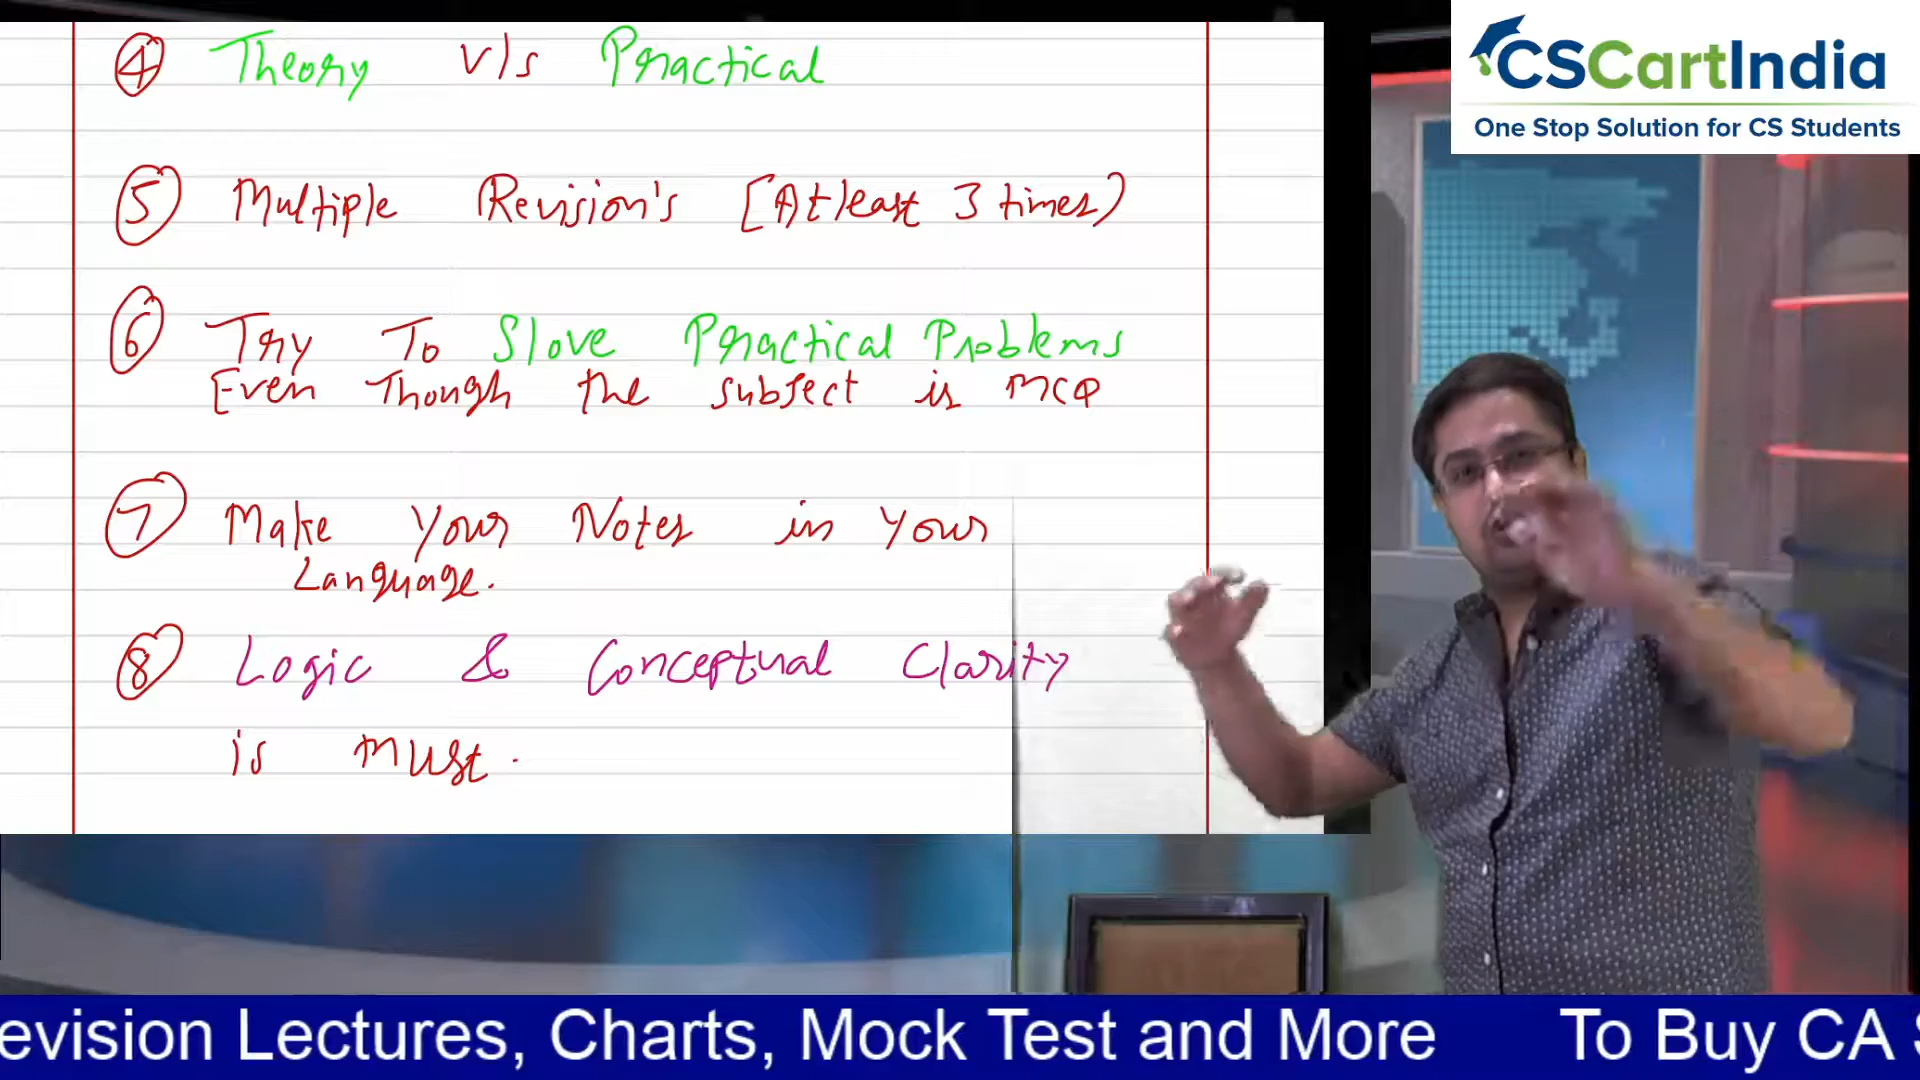 4 Theory v/s Practical
5 Multiple Revision's [Atleast 3 times)
6 Try To Slove Practical Problems
Even Though the subject is MCQ
7 Make Your Notes in Your
Language.
8 Logic & Conceptual Clarity
is must.
CSCartIndia
One Stop Solution for CS Students
evision Lectures, Charts, Mock Test and More To Buy CA S